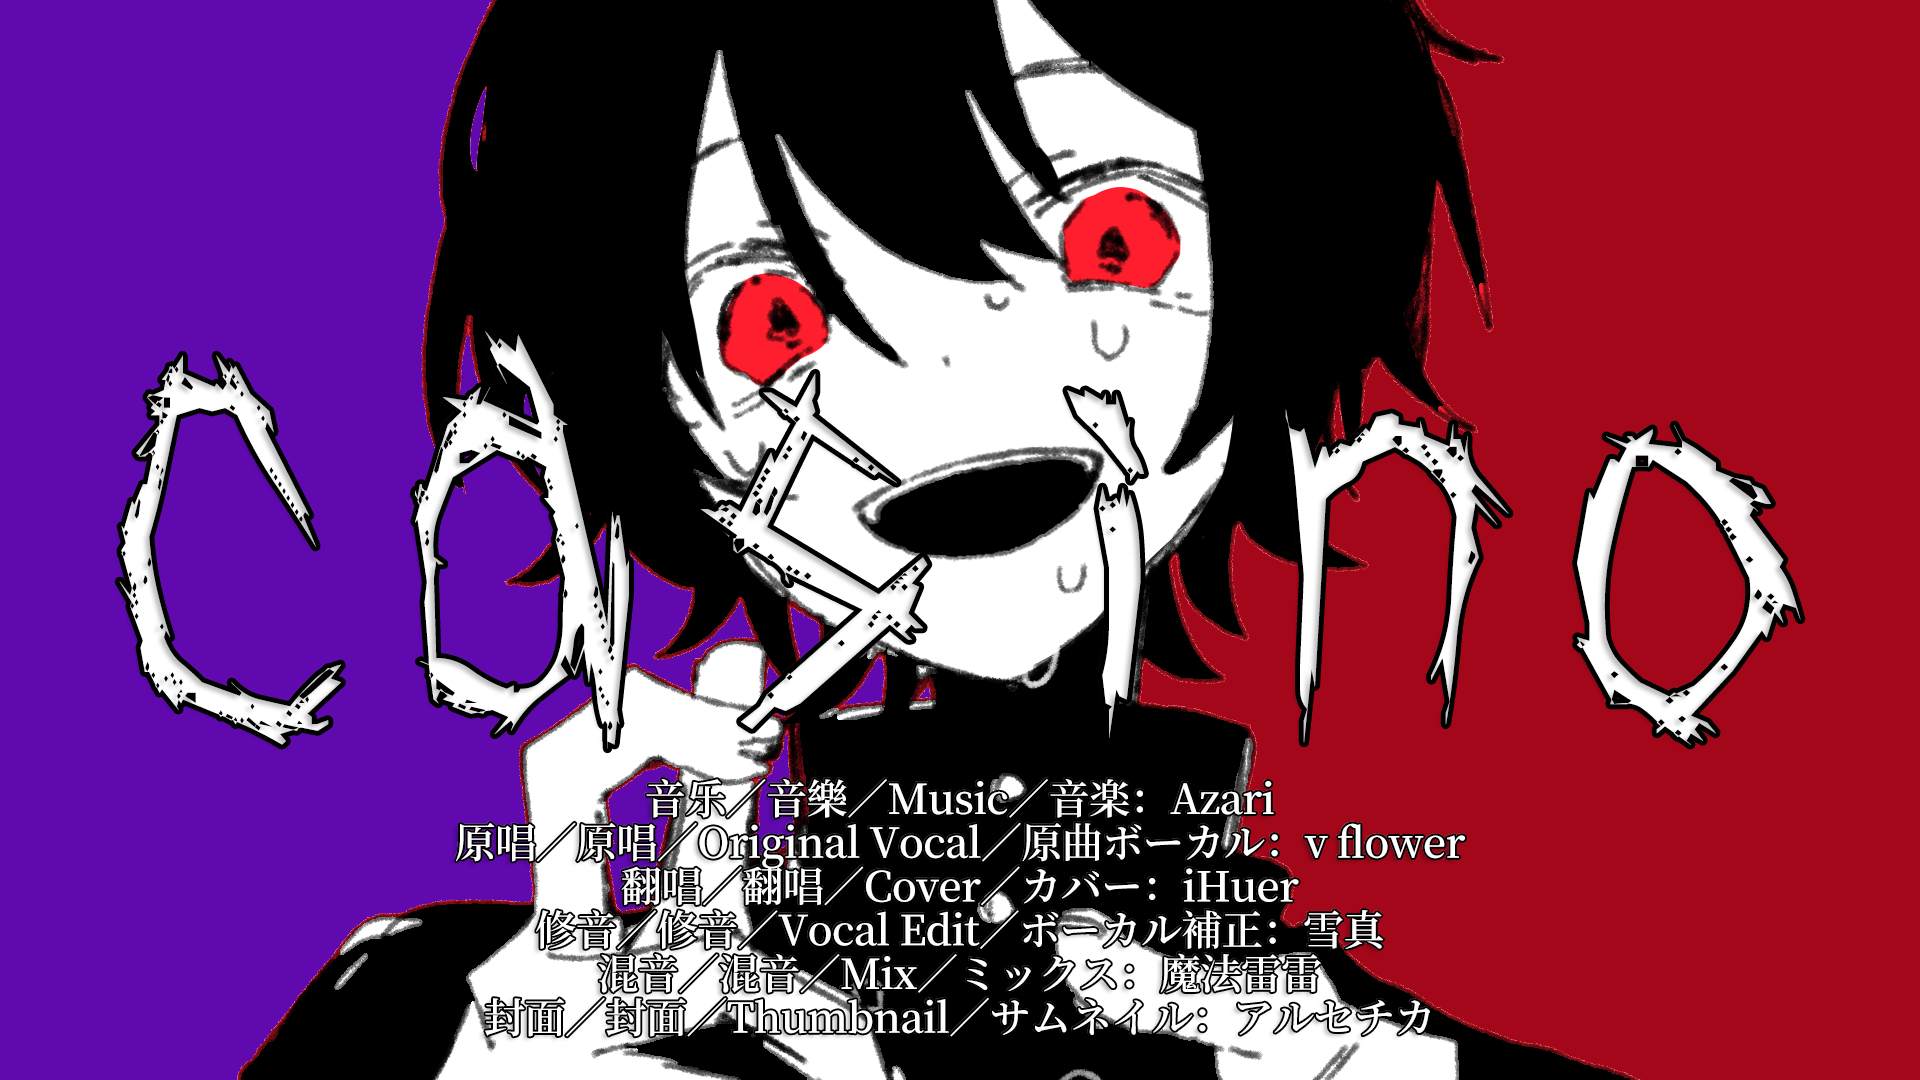 casino
音乐／音樂／Music／音楽：Azari
原唱／原唱／Original Vocal／原曲ボーカル：v flower
翻唱／翻唱／Cover／カバー：iHuer
修音／修音／Vocal Edit／ボーカル補正：雪真
混音／混音／Mix／ミックス：魔法雷雷
封面／封面／Thumbnail／サムネイル：アルセチカ